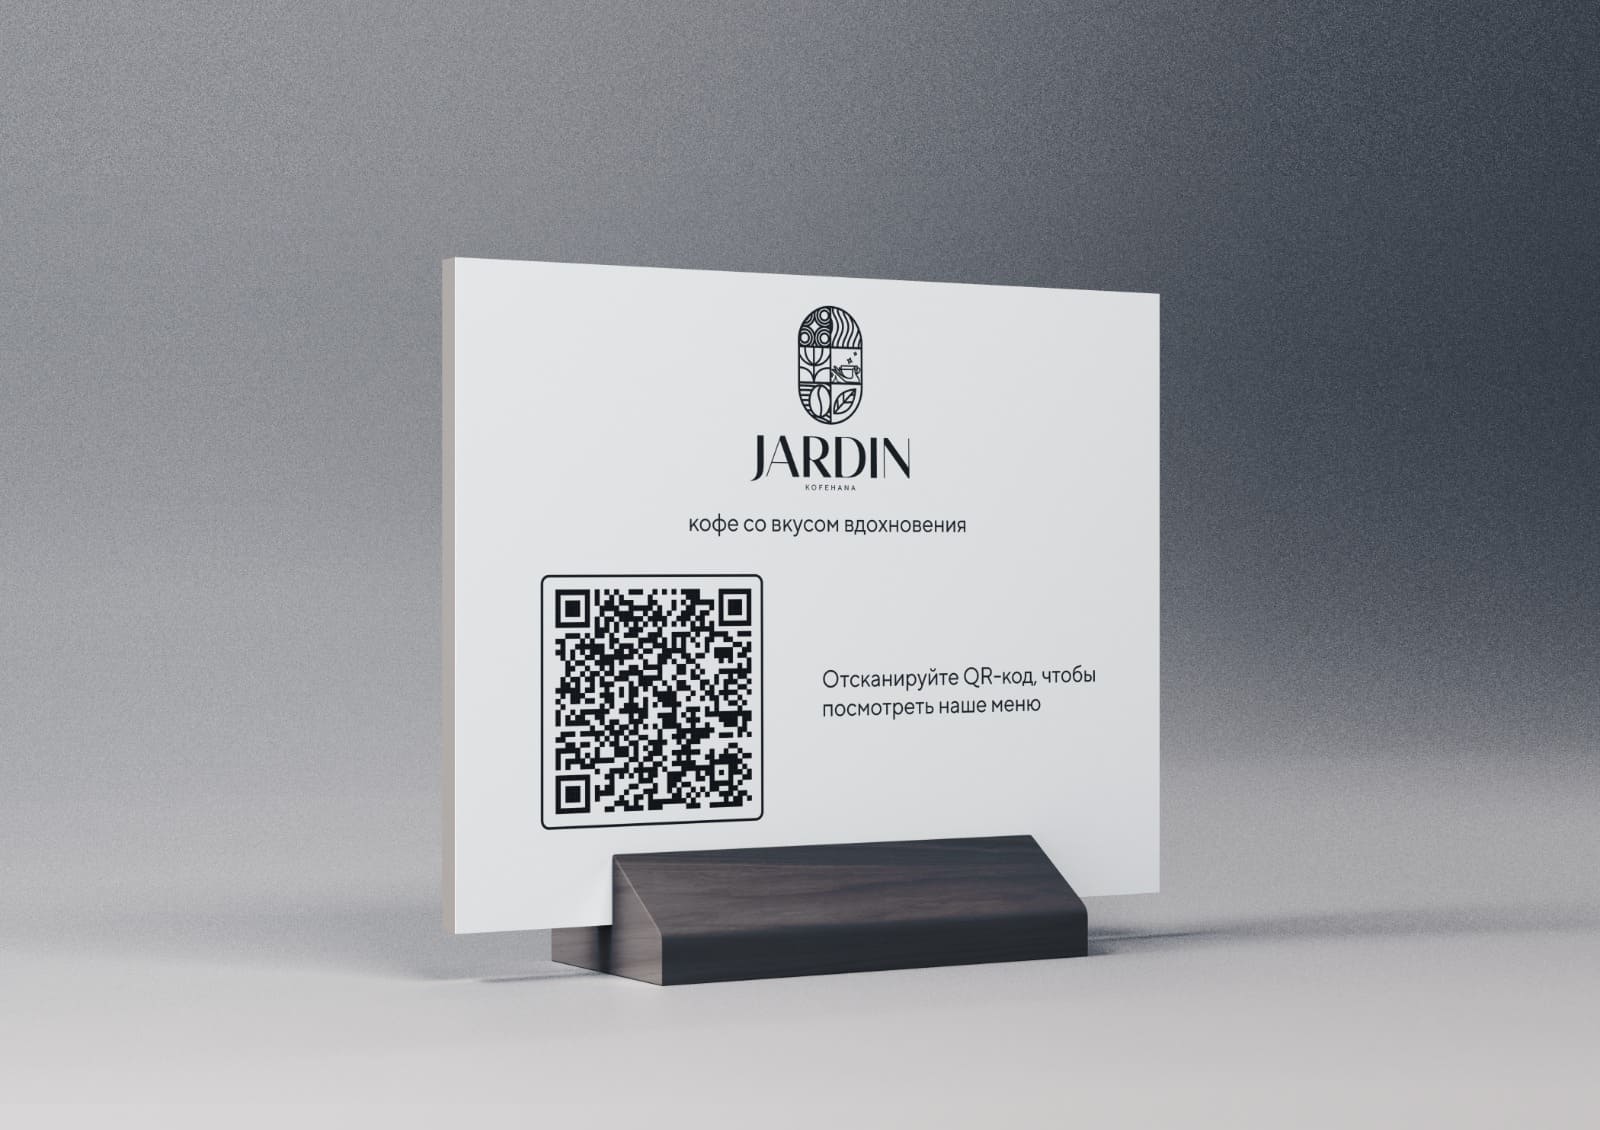 JARDIN
KOFEHANA
кофе со вкусом вдохновения
Отсканируйте QR-код, чтобы
посмотреть наше меню